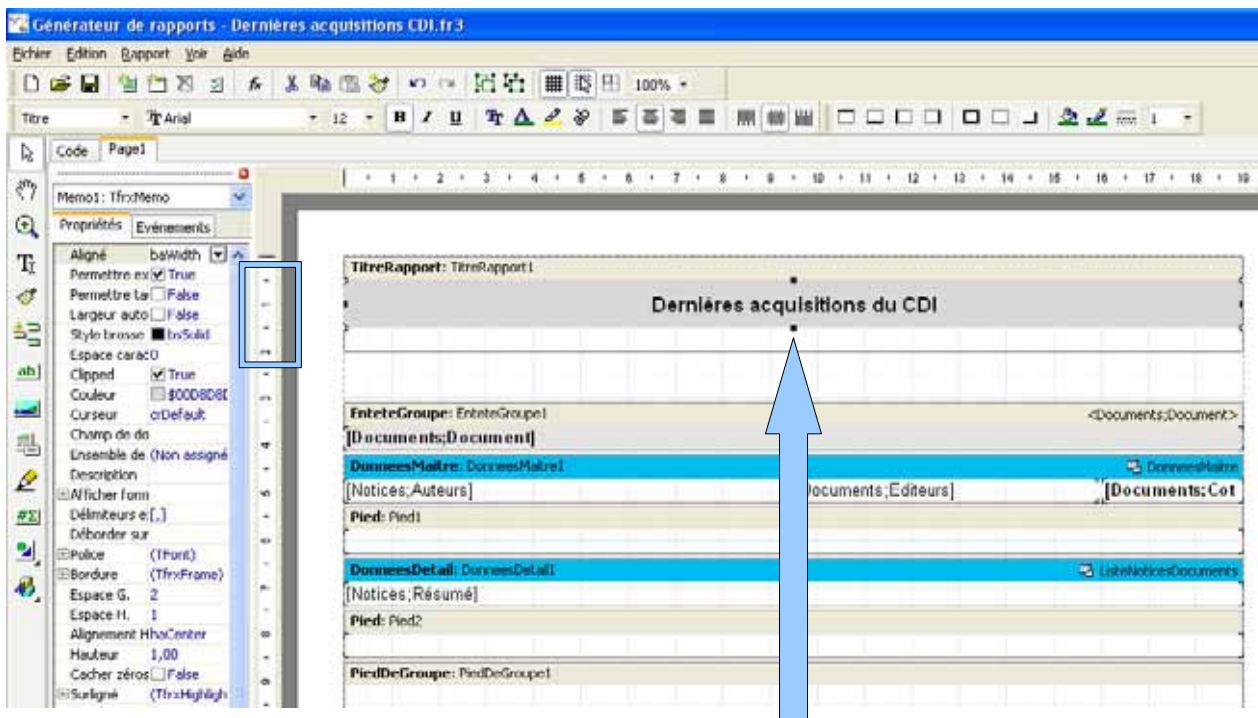 Générateur de rapports - Dernières acquisitions CDI.fr3
Fichier Edition Rapport Voir Aide
100%
Titre Arial 12 B I U 1
Code Page1
1 2 3 4 5 6 7 8 9 10 11 12 13 14 15 16 17 18 19
Memo1: TfrxMemo
Propriétés Evénements
Aligné baWidth
Permettre ex True
Permettre ta False
Largeur auto False
Style brosse bsSolid
Espace carac 0
Clipped True
Couleur $00D8D8D
Curseur crDefault
Champ de do
Ensemble de (Non assigné
Description
Afficher form
Délimiteurs e [,]
Déborder sur
Police (TFont)
Bordure (TfrxFrame)
Espace G. 2
Espace H. 1
Alignement H haCenter
Hauteur 1,00
Cacher zéros False
Surligné (TfrxHighligh
TitreRapport: TitreRapport1
Dernières acquisitions du CDI
EnteteGroupe: EnteteGroupe1 <Documents;Document>
[Documents;Document]
DonneesMaitre: DonneesMaitre1 DonneesMaitre
[Notices;Auteurs] Documents;Editeurs] [Documents;Cot
Pied: Pied1
DonneesDetail: DonneesDetail1 ListeNoticesDocuments
[Notices;Résumé]
Pied: Pied2
PiedDeGroupe: PiedDeGroupe1